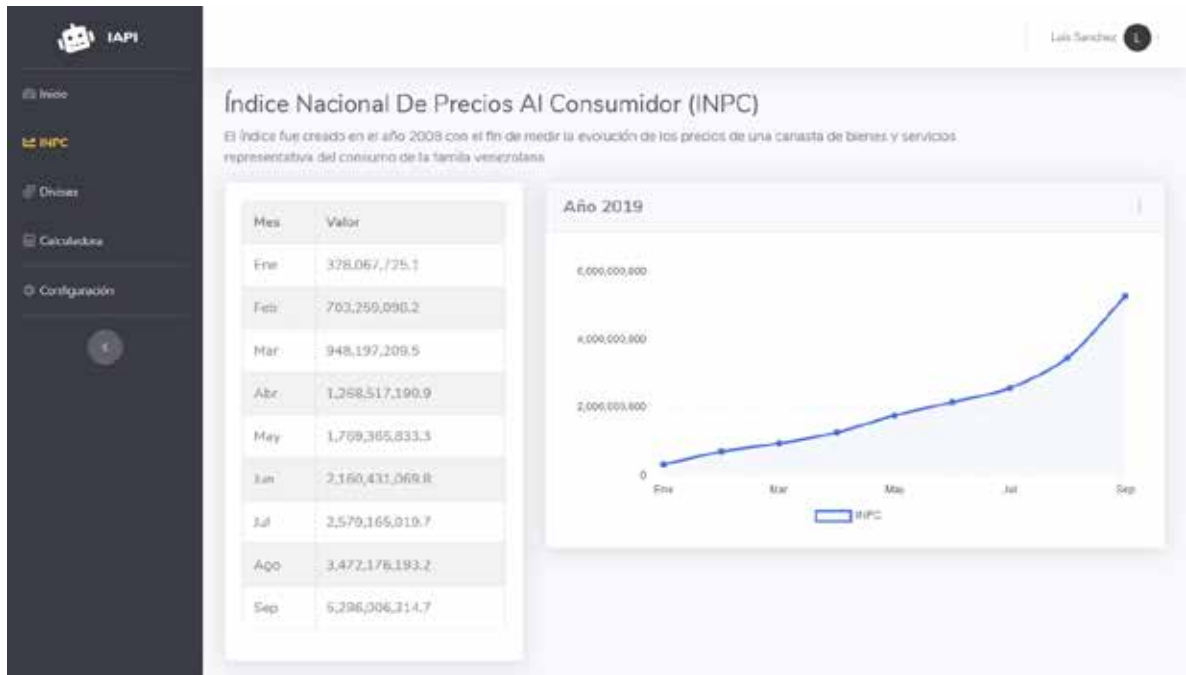 IAPI
Luis Sanchez L
Inicio
INPC
Divisas
Calculadora
Configuración
Índice Nacional De Precios Al Consumidor (INPC)
El índice fue creado en el año 2008 con el fin de medir la evolución de los precios de una canasta de bienes y servicios
representativa del consumo de la familia venezolana
Mes Valor
Ene 328,067,725.1
Feb 703,259,090.2
Mar 948,197,209.5
Abr 1,268,517,190.9
May 1,769,365,833.3
Jun 2,160,431,069.8
Jul 2,579,165,019.7
Ago 3,472,176,193.2
Sep 5,286,006,314.7
Año 2019
6,000,000,000
4,000,000,000
2,000,000,000
0
Ene Mar May Jul Sep
INPC